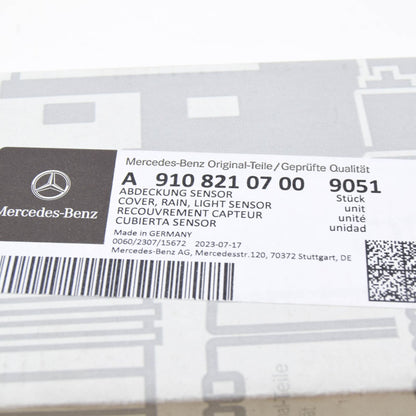 Mercedes-Benz Original-Teile/Geprüfte Qualität
A 910 821 07 00 9051
ABDECKUNG SENSOR
COVER, RAIN, LIGHT SENSOR
RECOUVREMENT CAPTEUR
CUBIERTA SENSOR
Stück
unit
unité
unidad
Made in GERMANY
0060/2307/15672 2023-07-17
Mercedes-Benz AG, Mercedesstr.120, 70372 Stuttgart, DE
Mercedes-Benz